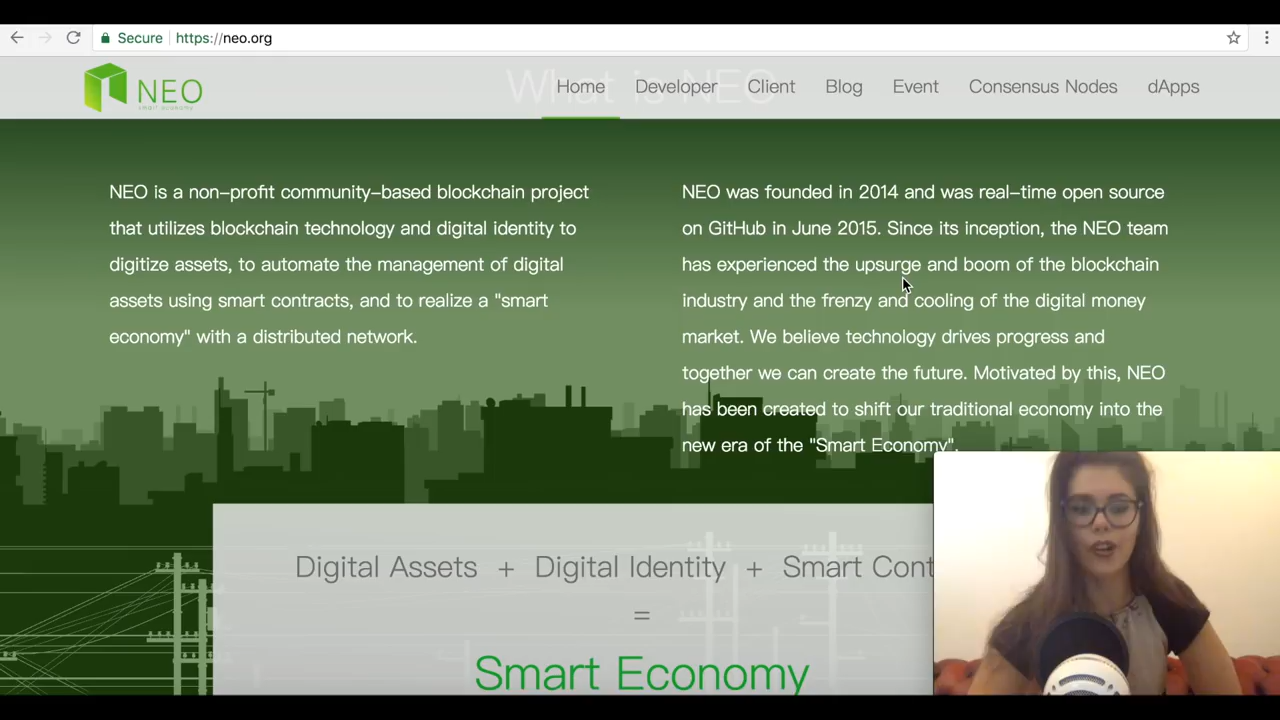 Secure https://neo.org
NEO
smart economy
What is NEO
Home Developer Client Blog Event Consensus Nodes dApps
NEO is a non-profit community-based blockchain project
that utilizes blockchain technology and digital identity to
digitize assets, to automate the management of digital
assets using smart contracts, and to realize a "smart
economy" with a distributed network.
NEO was founded in 2014 and was real-time open source
on GitHub in June 2015. Since its inception, the NEO team
has experienced the upsurge and boom of the blockchain
industry and the frenzy and cooling of the digital money
market. We believe technology drives progress and
together we can create the future. Motivated by this, NEO
has been created to shift our traditional economy into the
new era of the "Smart Economy".
Digital Assets + Digital Identity + Smart Cont
=
Smart Economy